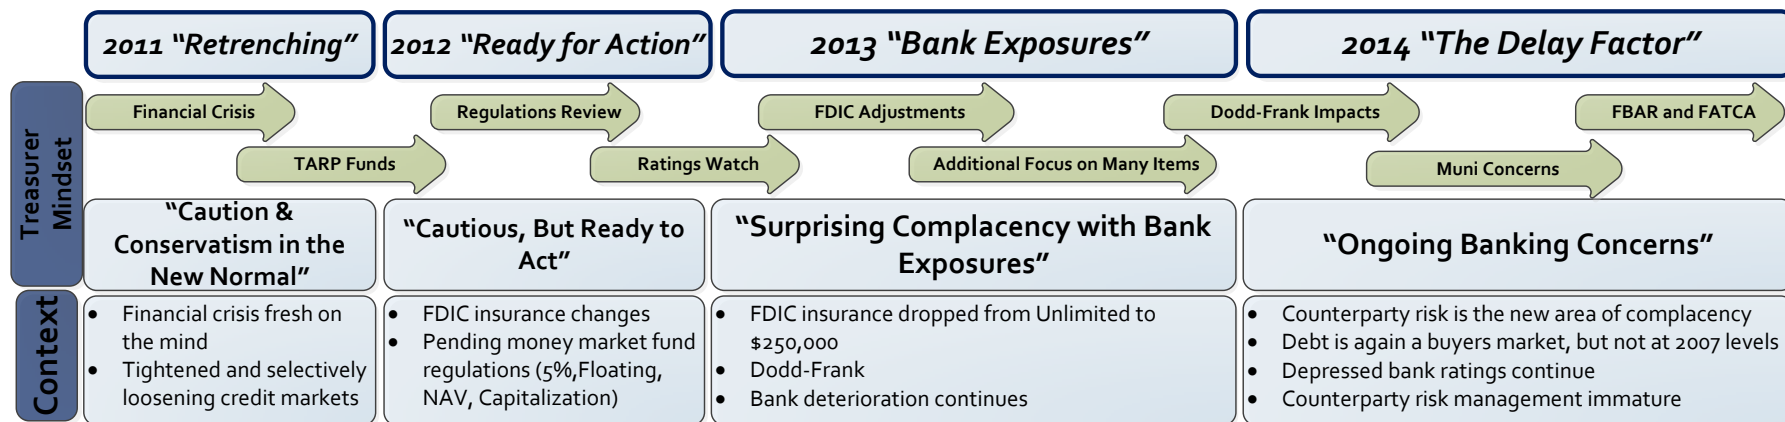 2011 “Retrenching”
2012 “Ready for Action”
2013 “Bank Exposures”
2014 “The Delay Factor”
Treasurer
Mindset
Financial Crisis
TARP Funds
Regulations Review
Ratings Watch
FDIC Adjustments
Additional Focus on Many Items
Dodd-Frank Impacts
Muni Concerns
FBAR and FATCA
“Caution &
Conservatism in the
New Normal”
“Cautious, But Ready to
Act”
“Surprising Complacency with Bank
Exposures”
“Ongoing Banking Concerns”
Context
• Financial crisis fresh on
the mind
• Tightened and selectively
loosening credit markets
• FDIC insurance changes
• Pending money market fund
regulations (5%,Floating,
NAV, Capitalization)
• FDIC insurance dropped from Unlimited to
$250,000
• Dodd-Frank
• Bank deterioration continues
• Counterparty risk is the new area of complacency
• Debt is again a buyers market, but not at 2007 levels
• Depressed bank ratings continue
• Counterparty risk management immature